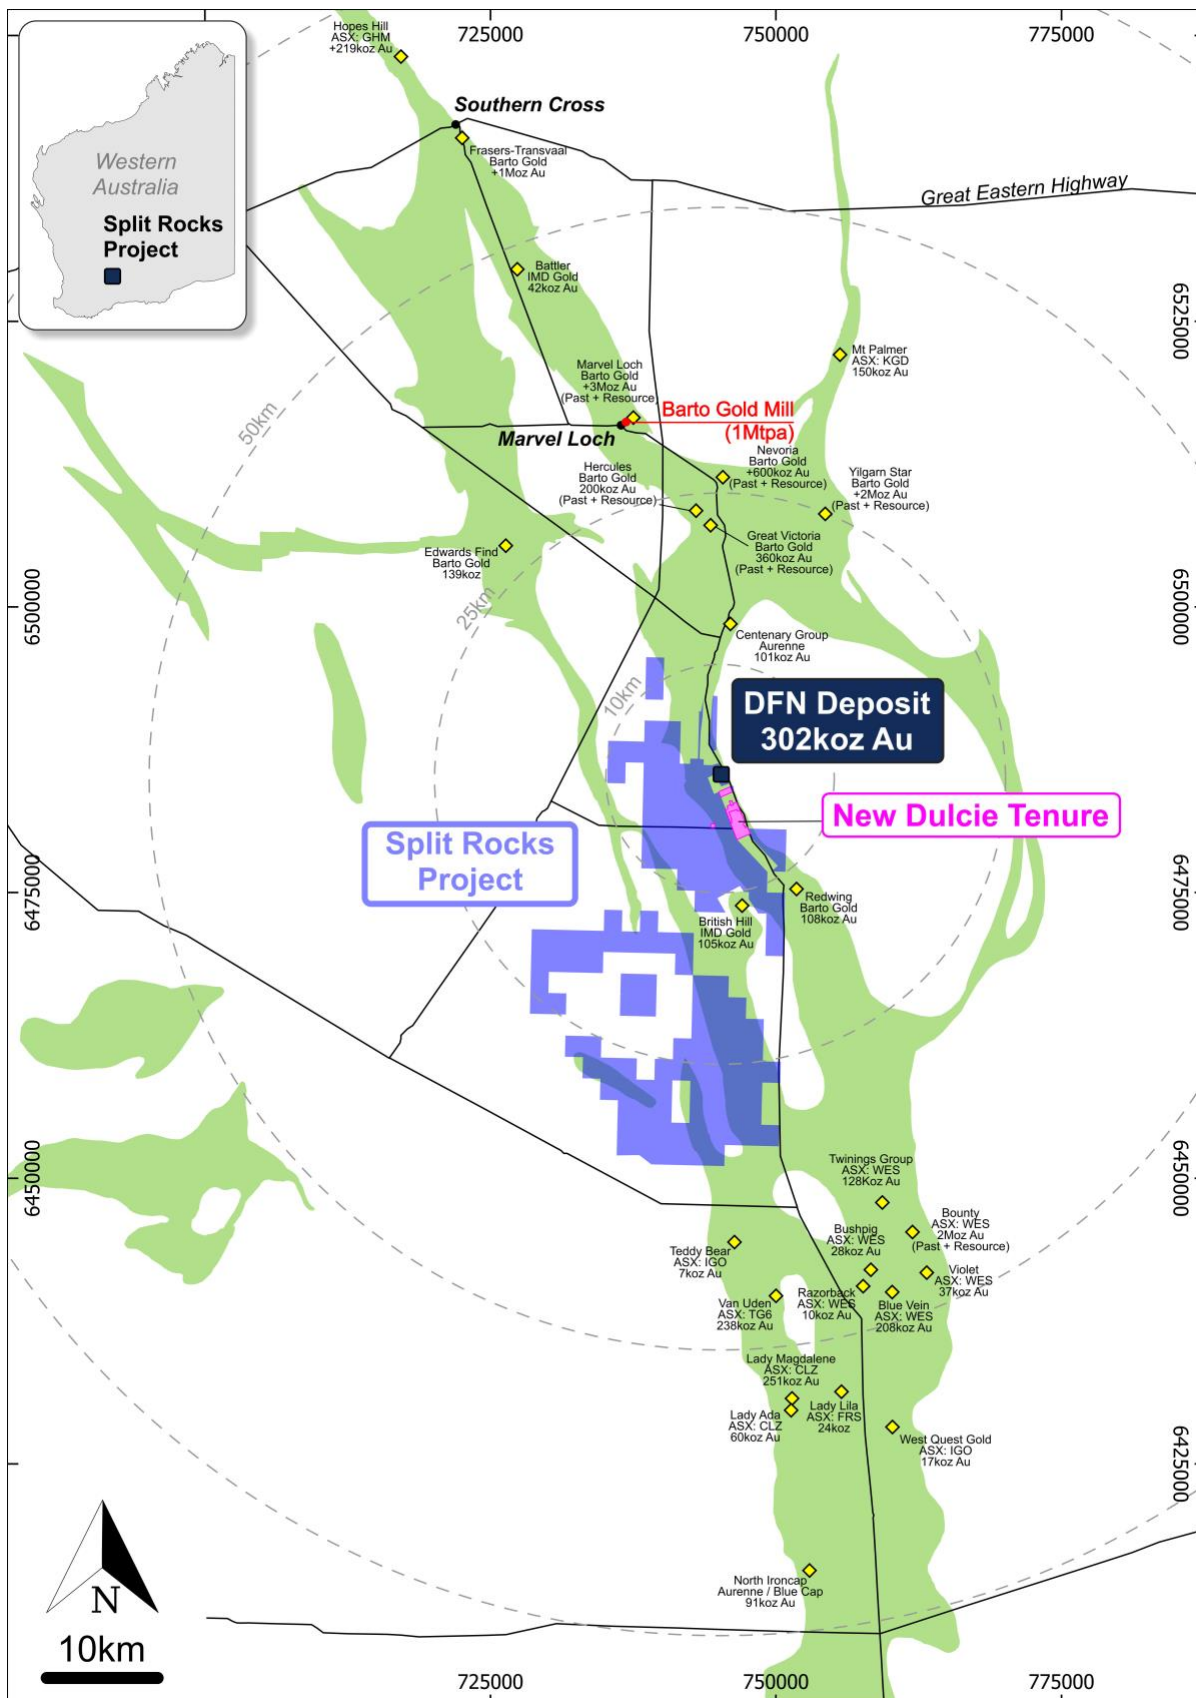 725000
750000
775000
Hopes Hill
ASX: GHM
+219koz Au
Western
Australia
Split Rocks
Project
Southern Cross
Frasers-Transvaal
Barto Gold
+1Moz Au
Great Eastern Highway
Battler
IMD Gold
42koz Au
6525000
Mt Palmer
ASX: KGD
150koz Au
Marvel Loch
Barto Gold
+3Moz Au
(Past + Resource)
50km
Barto Gold Mill
(1Mtpa)
Marvel Loch
Nevoria
Barto Gold
+600koz Au
(Past + Resource)
Hercules
Barto Gold
200koz Au
(Past + Resource)
Yilgarn Star
Barto Gold
+2Moz Au
(Past + Resource)
Great Victoria
Barto Gold
360koz Au
(Past + Resource)
Edwards Find
Barto Gold
139koz
6500000
6500000
25km
Centenary Group
Aurenne
101koz Au
10km
DFN Deposit
302koz Au
New Dulcie Tenure
Split Rocks
Project
6475000
6475000
Redwing
Barto Gold
108koz Au
British Hill
IMD Gold
105koz Au
6450000
6450000
Twinings Group
ASX: WES
128Koz Au
Bounty
ASX: WES
2Moz Au
(Past + Resource)
Bushpig
ASX: WES
28koz Au
Teddy Bear
ASX: IGO
7koz Au
Violet
ASX: WES
37koz Au
Van Uden
ASX: TG6
238koz Au
Razorback
ASX: WES
10koz Au
Blue Vein
ASX: WES
208koz Au
Lady Magdalene
ASX: CLZ
251koz Au
Lady Ada
ASX: CLZ
60koz Au
Lady Lila
ASX: FRS
24koz
West Quest Gold
ASX: IGO
17koz Au
6425000
North Ironcap
Aurenne / Blue Cap
91koz Au
N
10km
725000
750000
775000